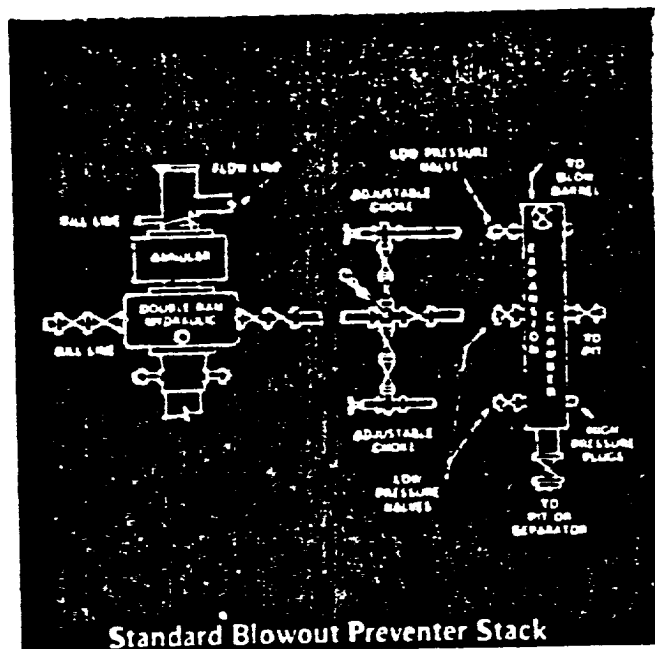 FLOW LINE
FILL LINE
ANNULAR
DOUBLE RAM
HYDRAULIC
KILL LINE
ADJUSTABLE
CHOKE
ADJUSTABLE
CHOKE
LOW PRESSURE
VALVE
TO
BLOW
BARREL
EXPANSION
CHAMBER
TO
PIT
LOW
PRESSURE
VALVES
HIGH
PRESSURE
PLUGS
TO
PIT OR
SEPARATOR
Standard Blowout Preventer Stack